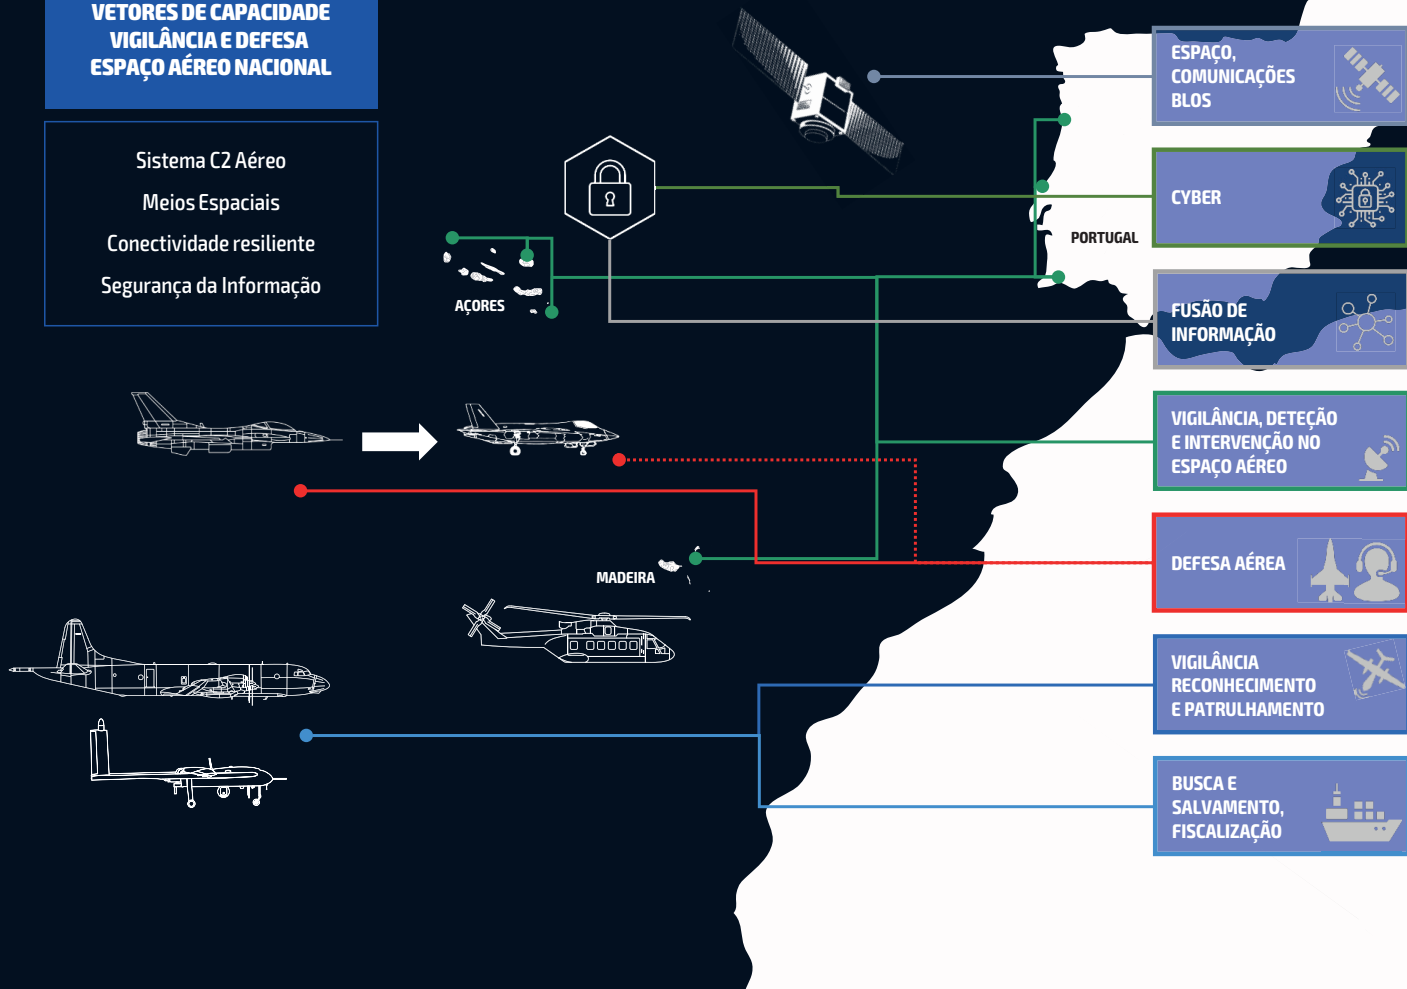 VETORES DE CAPACIDADE
VIGILÂNCIA E DEFESA
ESPAÇO AÉREO NACIONAL
Sistema C2 Aéreo
Meios Espaciais
Conectividade resiliente
Segurança da Informação
AÇORES
MADEIRA
PORTUGAL
ESPAÇO,
COMUNICAÇÕES
BLOS
CYBER
FUSÃO DE
INFORMAÇÃO
VIGILÂNCIA, DETEÇÃO
E INTERVENÇÃO NO
ESPAÇO AÉREO
DEFESA AÉREA
VIGILÂNCIA
RECONHECIMENTO
E PATRULHAMENTO
BUSCA E
SALVAMENTO,
FISCALIZAÇÃO